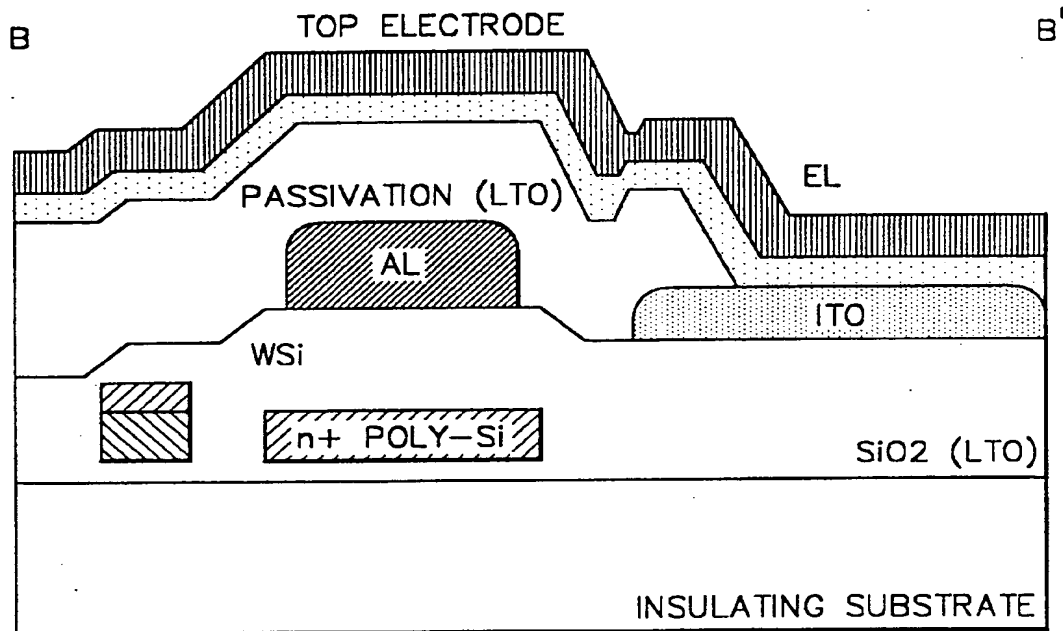 B
B'
TOP ELECTRODE
EL
PASSIVATION (LTO)
AL
ITO
WSi
n+ POLY-Si
SiO2 (LTO)
INSULATING SUBSTRATE